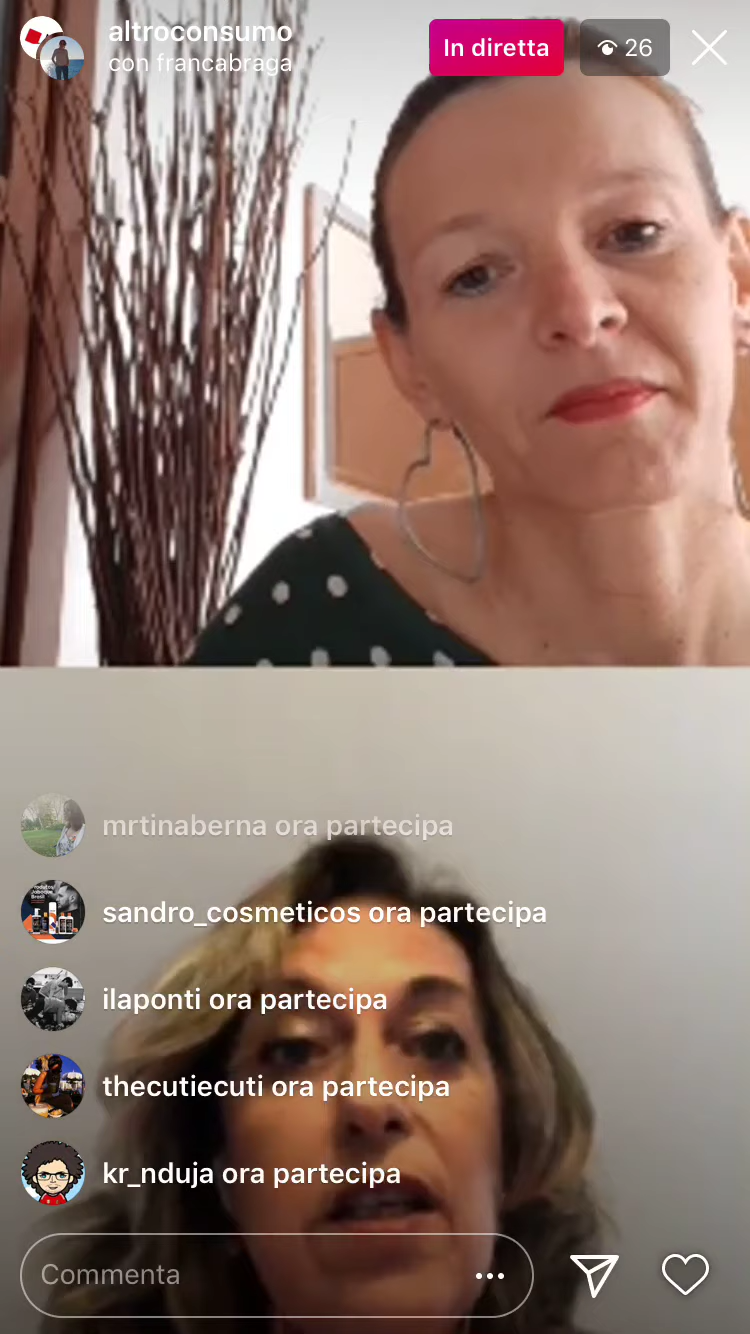 altroconsumo
con francabraga
In diretta
26
mrtinaberna ora partecipa
sandro_cosmeticos ora partecipa
ilaponti ora partecipa
thecutiecuti ora partecipa
kr_nduja ora partecipa
Commenta